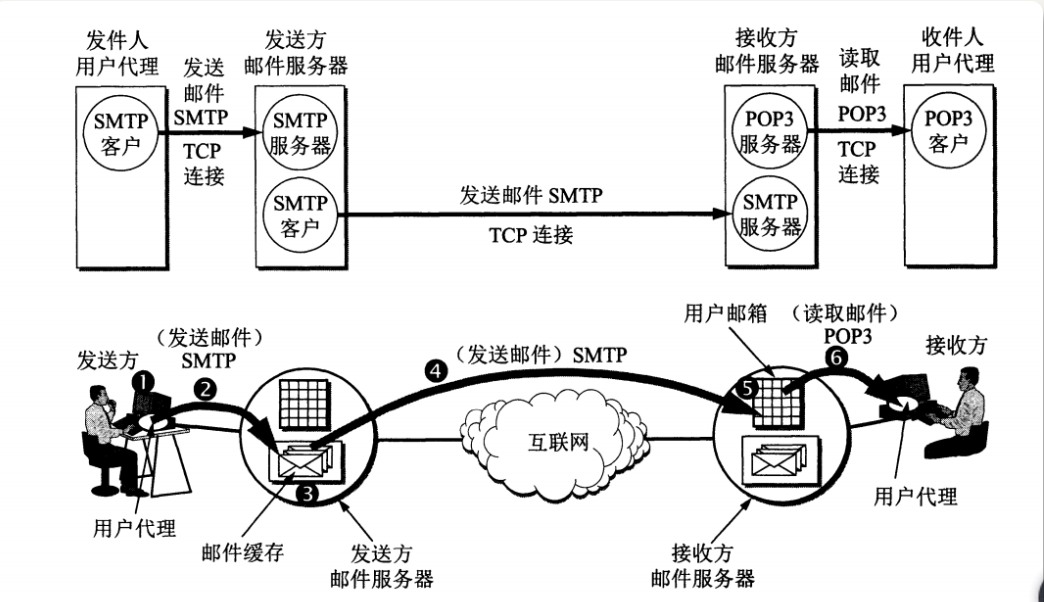 发件人
用户代理
发送
邮件
SMTP
TCP
连接
发送方
邮件服务器
SMTP
客户
SMTP
服务器
SMTP
客户
发送邮件 SMTP
TCP 连接
接收方
邮件服务器
POP3
服务器
SMTP
服务器
读取
邮件
POP3
TCP
连接
收件人
用户代理
POP3
客户
发送方
（发送邮件）
SMTP
❶
❷
❸
❹
（发送邮件）SMTP
互联网
用户邮箱
（读取邮件）
POP3
❺
❻
接收方
用户代理
邮件缓存
发送方
邮件服务器
接收方
邮件服务器
用户代理